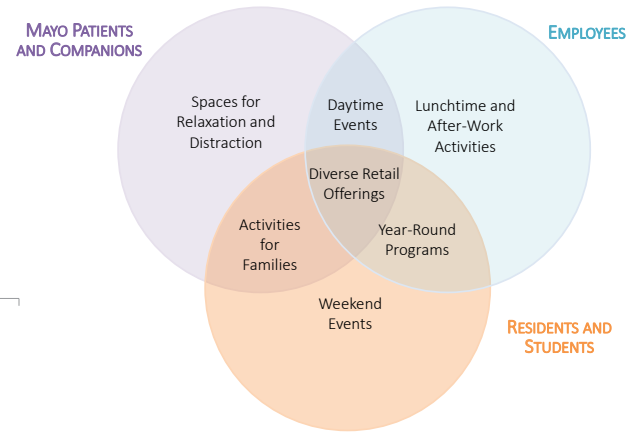 MAYO PATIENTS
AND COMPANIONS
EMPLOYEES
Spaces for
Relaxation and
Distraction
Daytime
Events
Lunchtime and
After-Work
Activities
Diverse Retail
Offerings
Activities
for
Families
Year-Round
Programs
Weekend
Events
RESIDENTS AND
STUDENTS